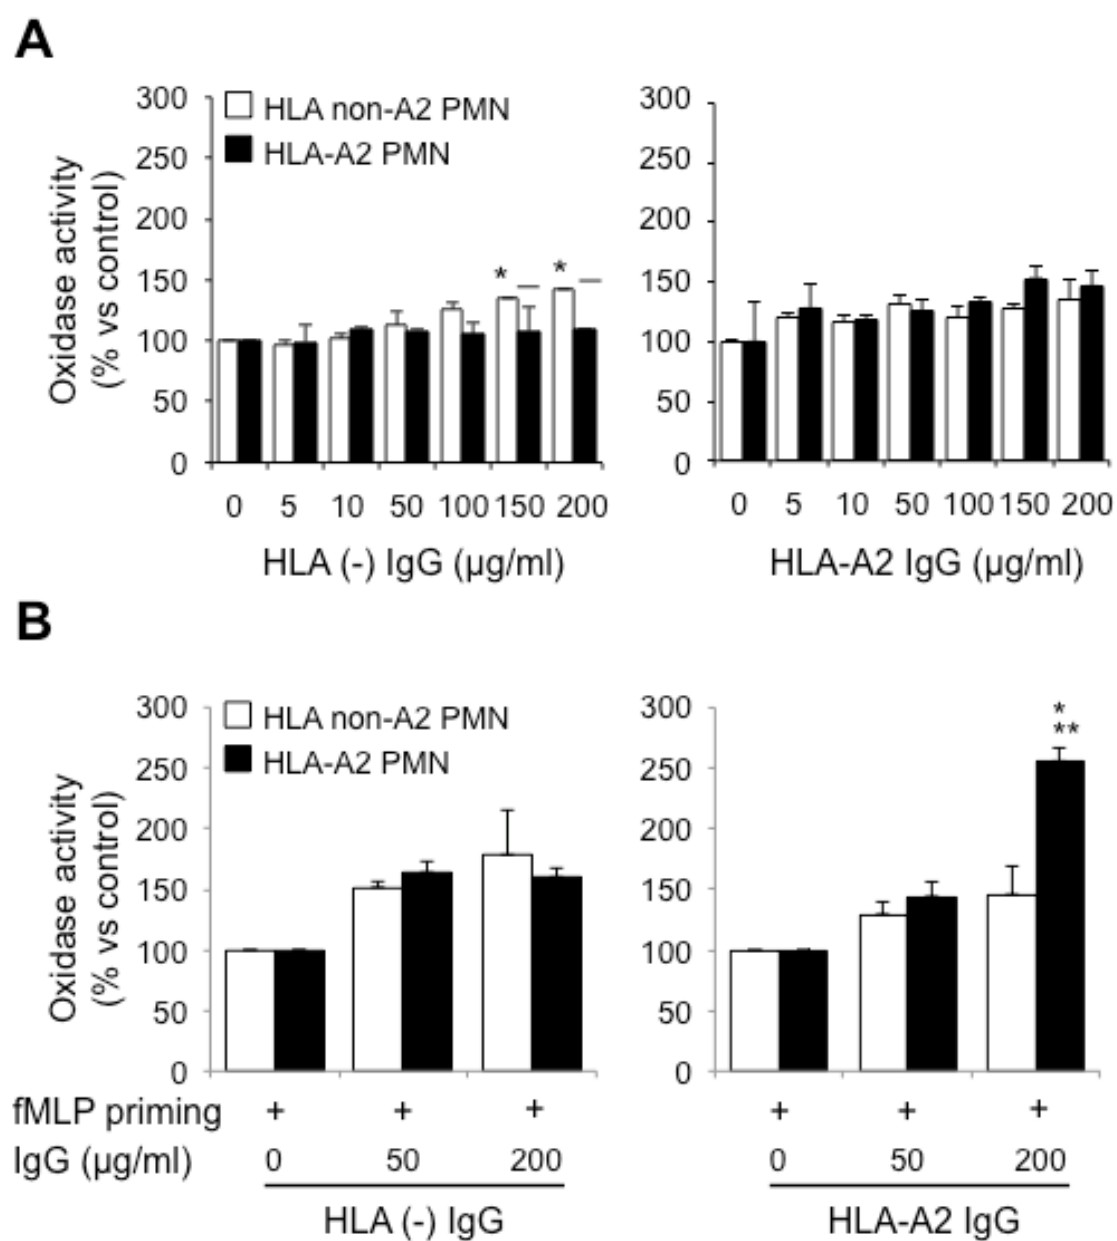 A
Oxidase activity
(% vs control)
300
250
200
150
100
50
0
HLA non-A2 PMN
HLA-A2 PMN
* *
0 5 10 50 100 150 200
HLA (-) IgG (µg/ml)
300
250
200
150
100
50
0
0 5 10 50 100 150 200
HLA-A2 IgG (µg/ml)
B
Oxidase activity
(% vs control)
300
250
200
150
100
50
0
HLA non-A2 PMN
HLA-A2 PMN
300
250
200
150
100
50
0
*
**
fMLP priming + + + + + +
IgG (µg/ml) 0 50 200 0 50 200
HLA (-) IgG
HLA-A2 IgG